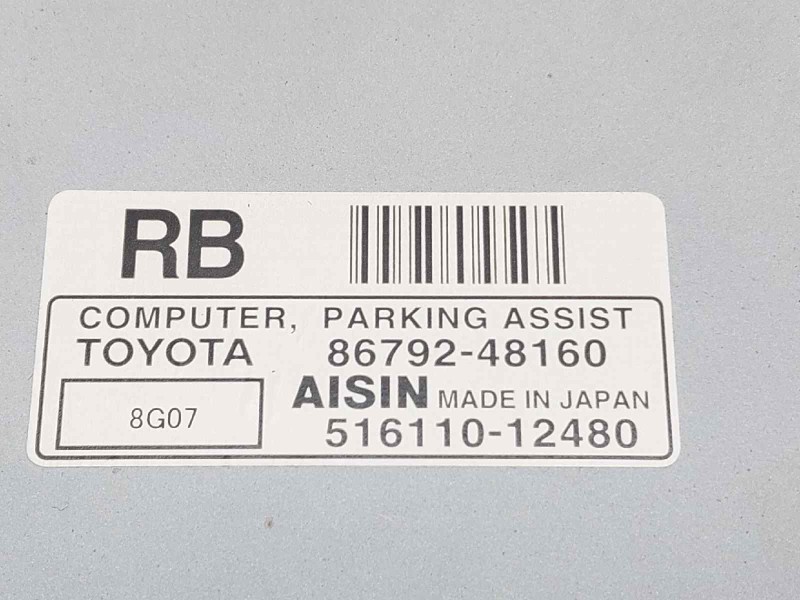 RB
COMPUTER, PARKING ASSIST
TOYOTA 86792-48160
AISIN MADE IN JAPAN
8G07
516110-12480